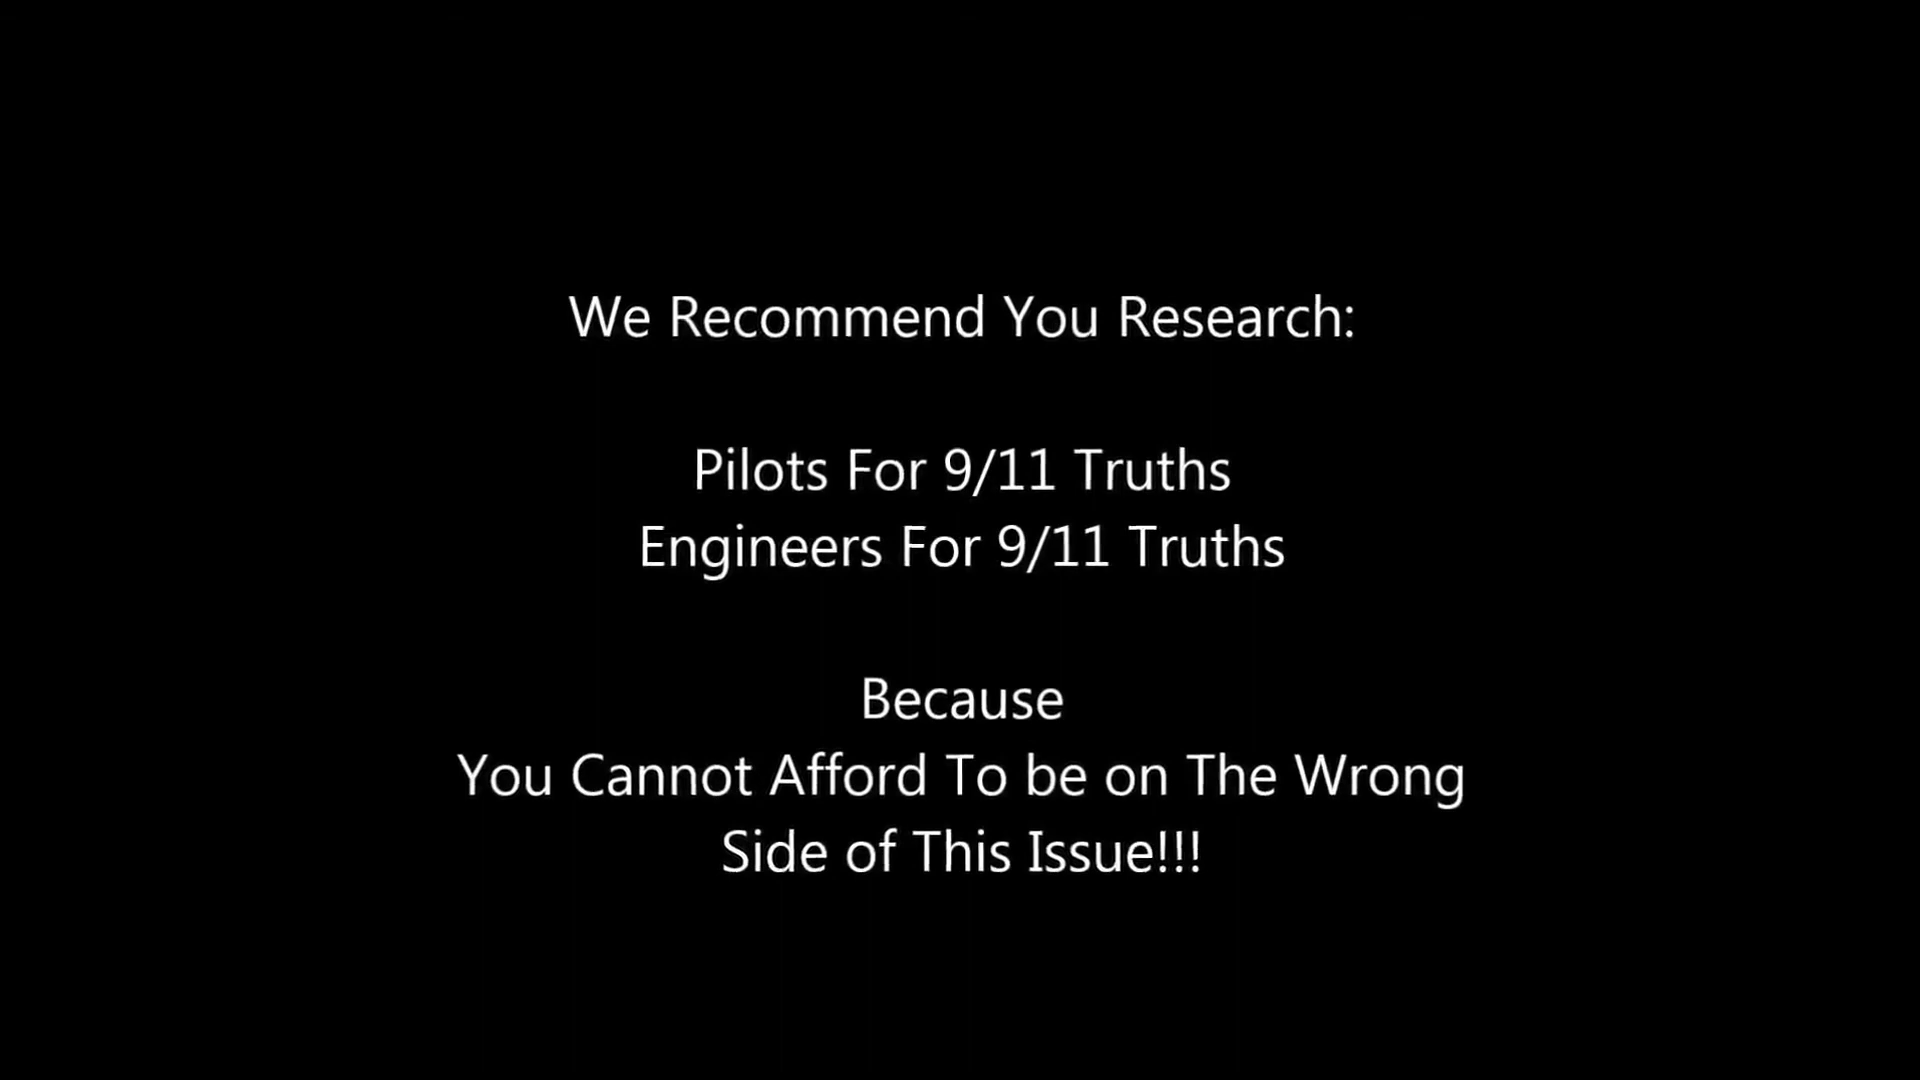 We Recommend You Research:
Pilots For 9/11 Truths
Engineers For 9/11 Truths
Because
You Cannot Afford To be on The Wrong
Side of This Issue!!!